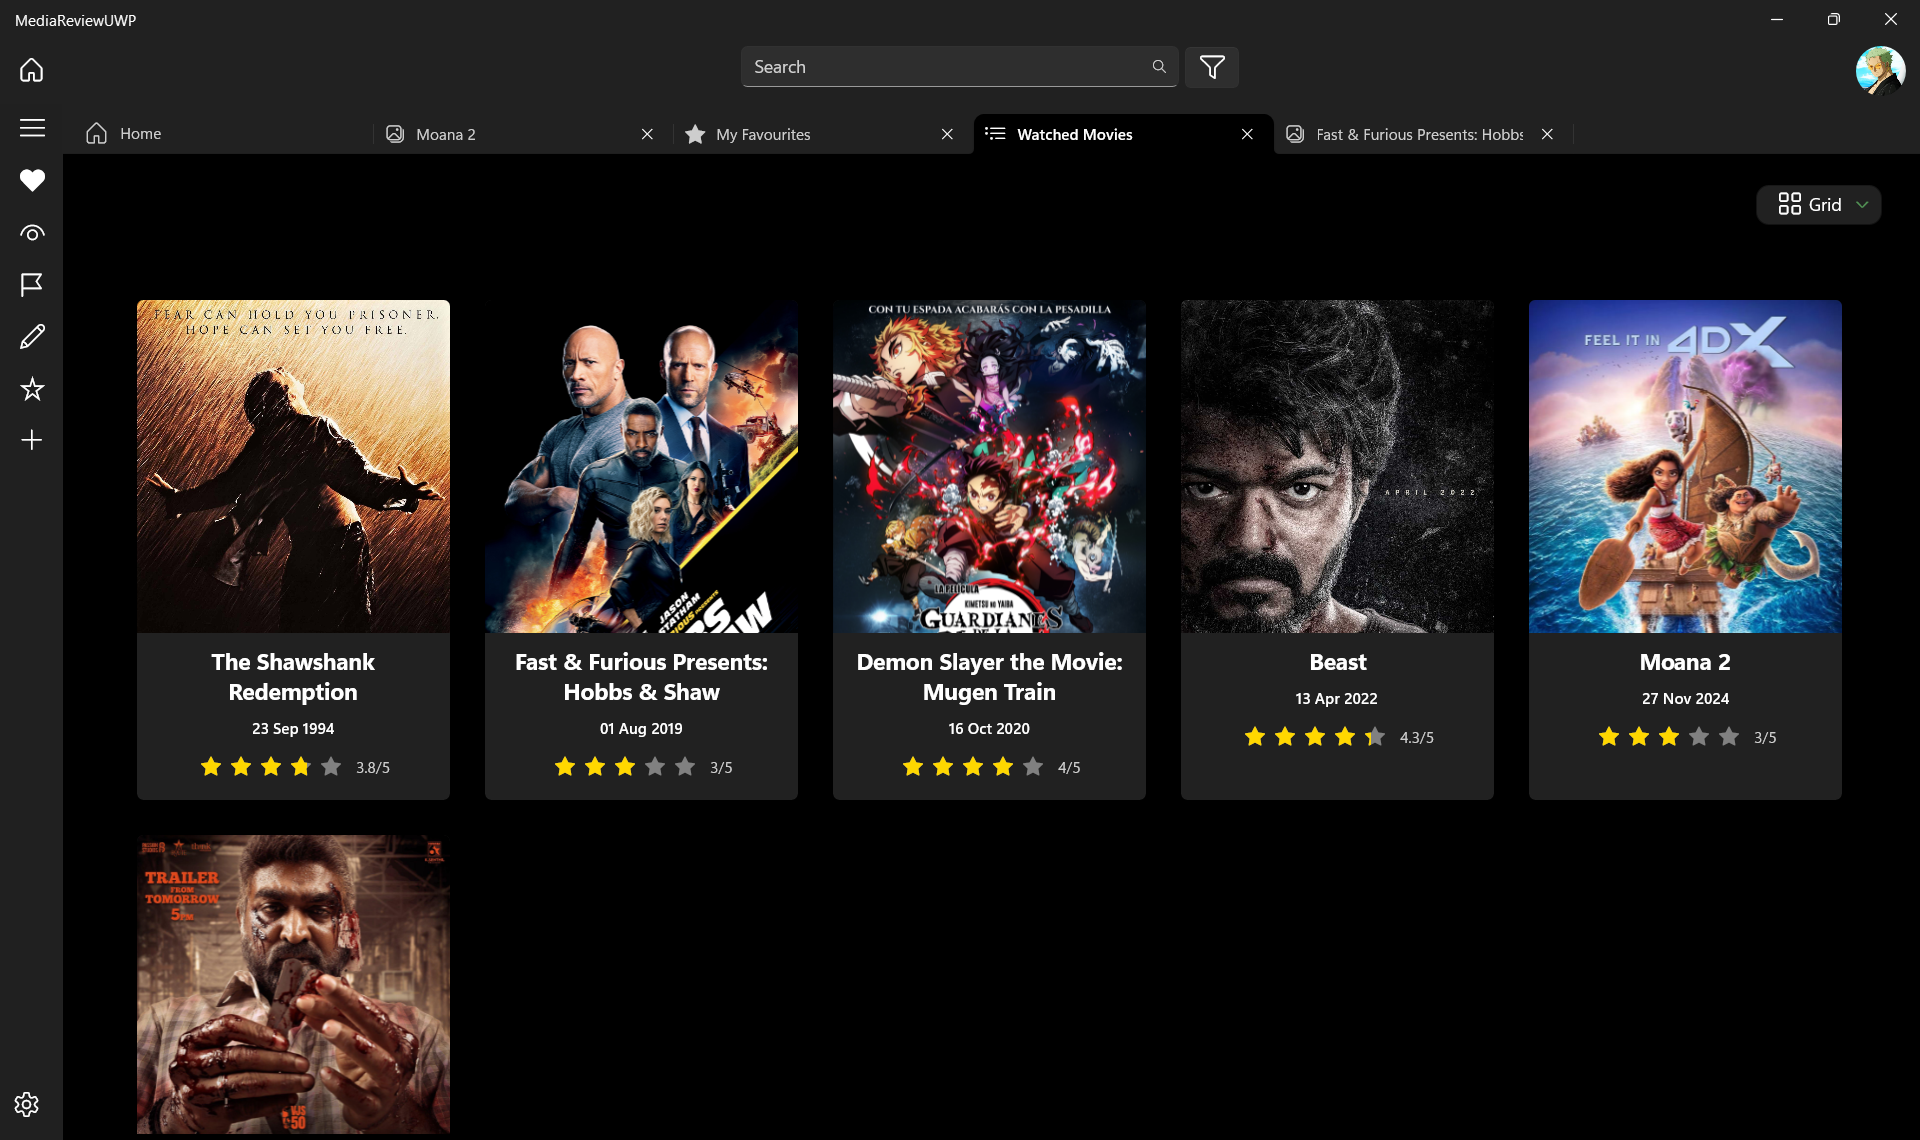 MediaReviewUWP
Search
Home
Moana 2
My Favourites
Watched Movies
Fast & Furious Presents: Hobbs
Grid
FEAR CAN HOLD YOU PRISONER.
HOPE CAN SET YOU FREE.
CON TU ESPADA ACABARÁS CON LA PESADILLA
FEEL IT IN 4DX
APRIL 2022
JASON
STATHAM
LA PELÍCULA
KIMETSU NO YAIBA
GUARDIANES
The Shawshank
Redemption
23 Sep 1994
3.8/5
Fast & Furious Presents:
Hobbs & Shaw
01 Aug 2019
3/5
Demon Slayer the Movie:
Mugen Train
16 Oct 2020
4/5
Beast
13 Apr 2022
4.3/5
Moana 2
27 Nov 2024
3/5
TRAILER
FROM
TOMORROW
5PM
VJS
50